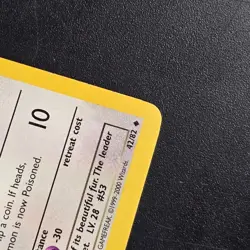 10
p a coin. If heads,
mon is now Poisoned.
retreat cost
-30
its beautiful fur. The leader
st. LV. 28 #53
GAMEFREAK. ©1999-2000 Wizards.
42/82 ◆